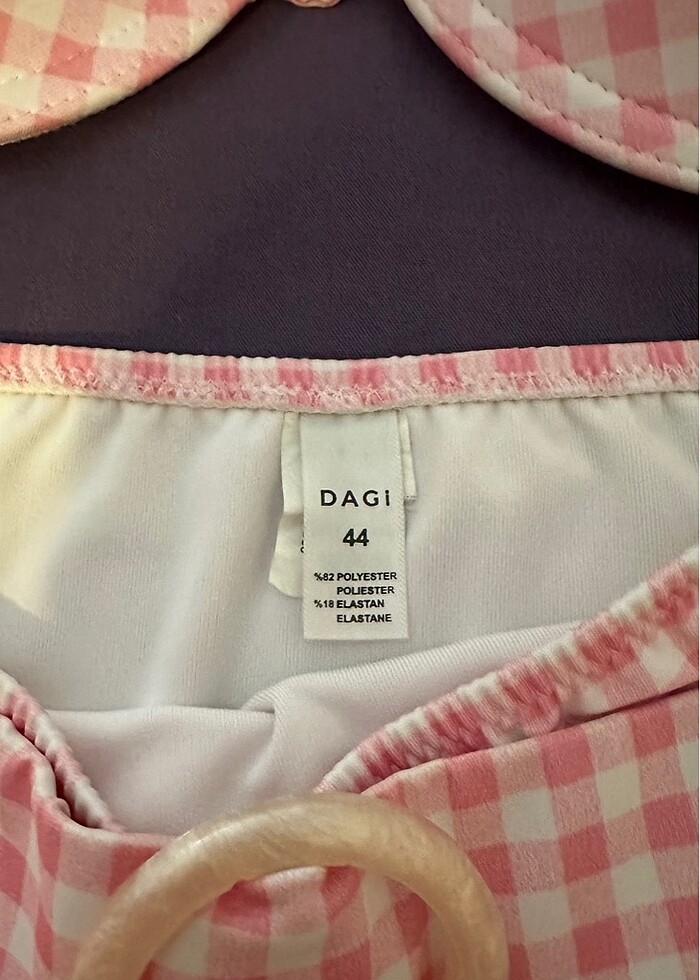 DAGi
44
%82 POLYESTER
POLIESTER
%18 ELASTAN
ELASTANE